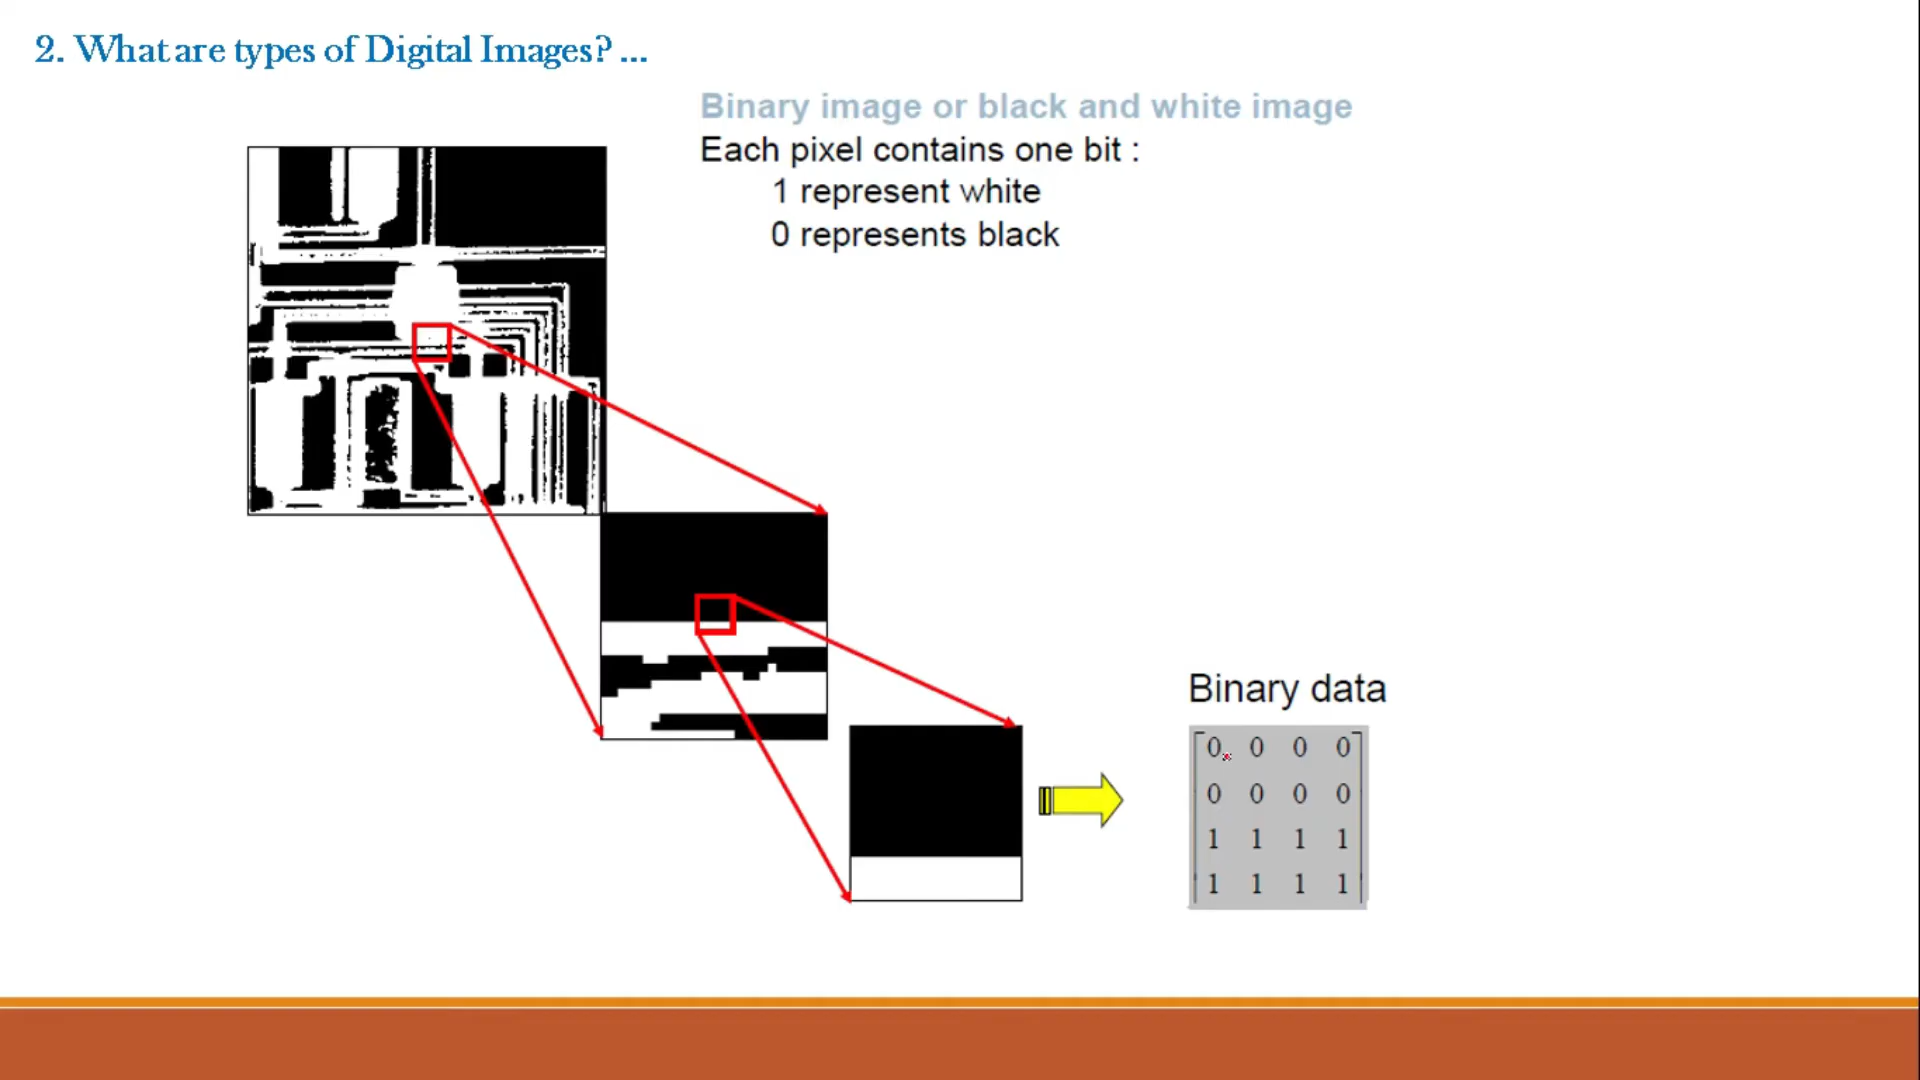 2. What are types of Digital Images? ...
Binary image or black and white image
Each pixel contains one bit :
1 represent white
0 represents black
Binary data
0 0 0 0
0 0 0 0
1 1 1 1
1 1 1 1